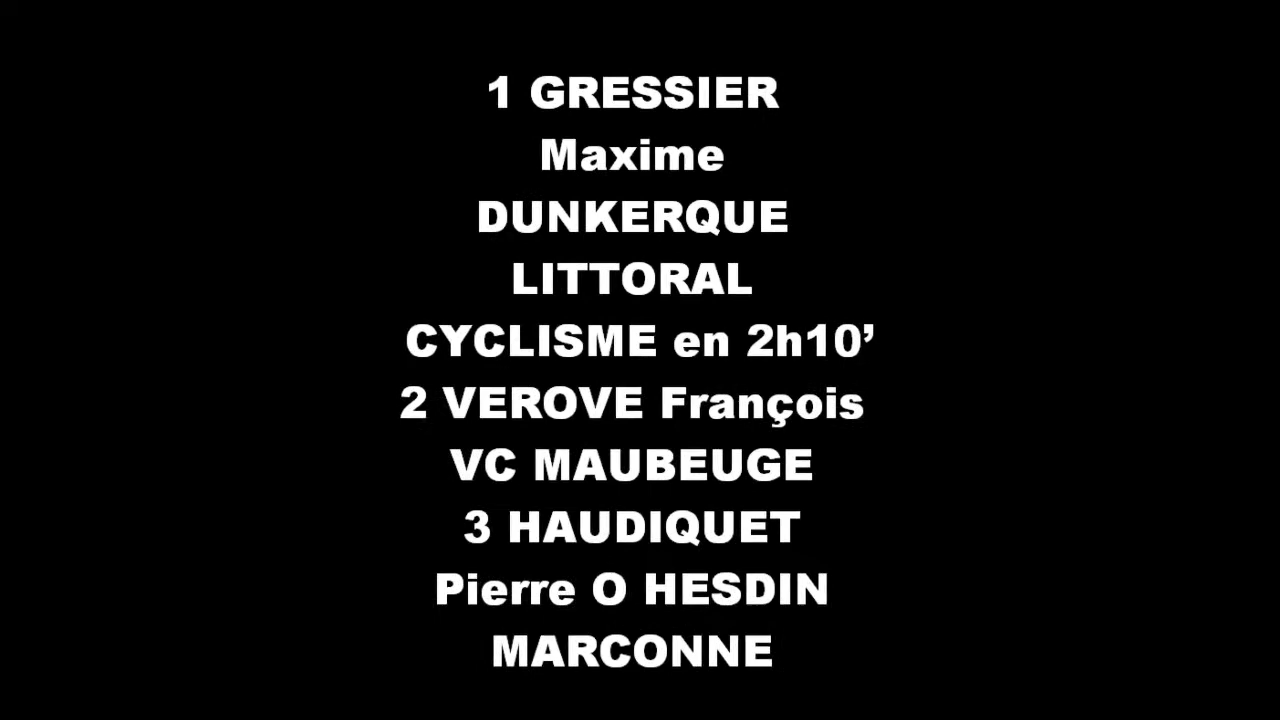 1 GRESSIER
Maxime
DUNKERQUE
LITTORAL
CYCLISME en 2h10’
2 VEROVE François
VC MAUBEUGE
3 HAUDIQUET
Pierre O HESDIN
MARCONNE